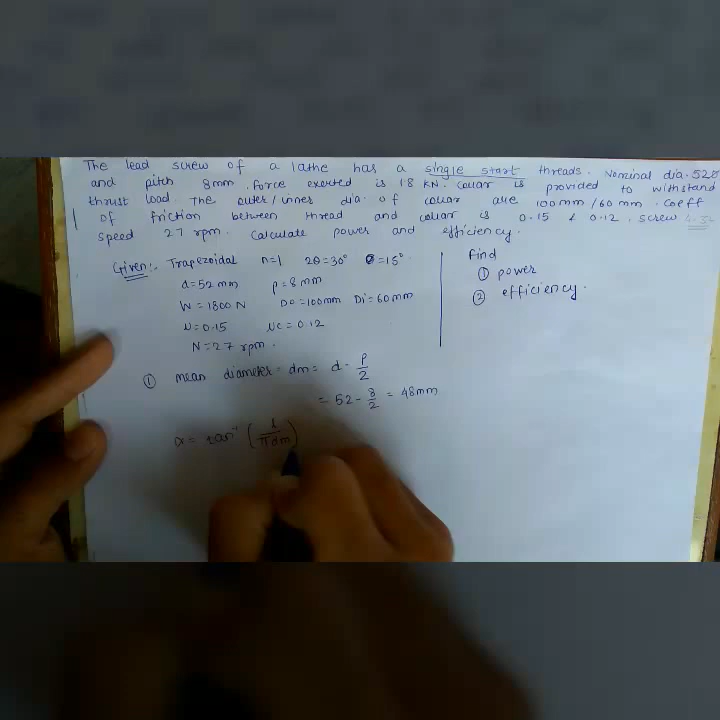 The lead screw of a lathe has a single start threads. Nominal dia. 52
and pitch 8mm. Force exerted is 18 KN. Collar is provided to withstand
thrust load. The outer/inner dia. of collar are 100mm/60mm. Coeff
of friction between thread and collar is 0.15 & 0.12. screw
speed 27 rpm. Calculate power and efficiency.
Given:. Trapezoidal n=1 2θ=30° θ=15°
d=52mm p=8mm
W=1800 N Do=100mm Di=60mm
μ=0.15 μc=0.12
N=27 rpm.
Find
① power
② efficiency.
① mean diameter = dm = d - P/2
= 52 - 8/2 = 48mm
α = tan⁻¹ (l/πdm)